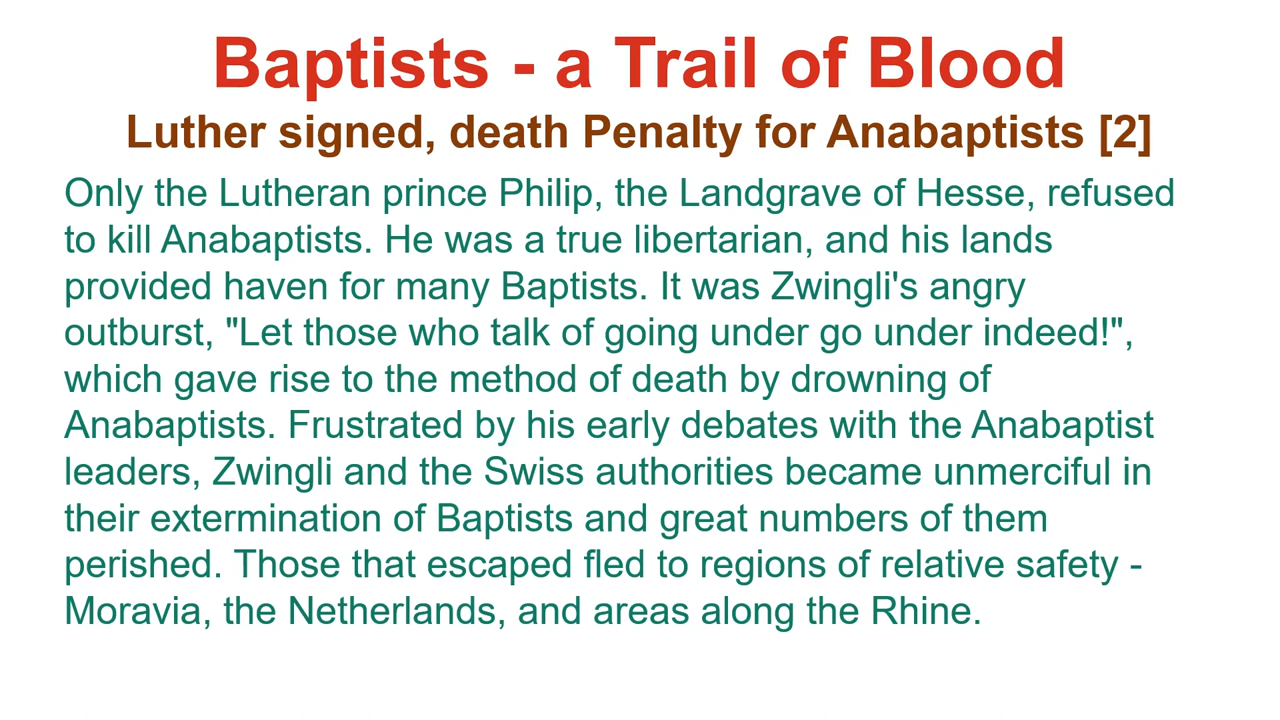 Baptists - a Trail of Blood
Luther signed, death Penalty for Anabaptists [2]
Only the Lutheran prince Philip, the Landgrave of Hesse, refused
to kill Anabaptists. He was a true libertarian, and his lands
provided haven for many Baptists. It was Zwingli's angry
outburst, "Let those who talk of going under go under indeed!",
which gave rise to the method of death by drowning of
Anabaptists. Frustrated by his early debates with the Anabaptist
leaders, Zwingli and the Swiss authorities became unmerciful in
their extermination of Baptists and great numbers of them
perished. Those that escaped fled to regions of relative safety -
Moravia, the Netherlands, and areas along the Rhine.